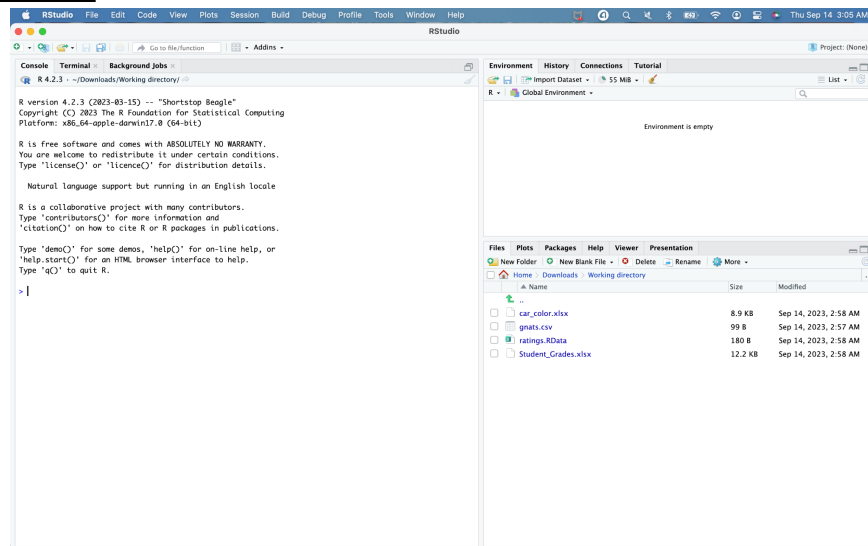 RStudio File Edit Code View Plots Session Build Debug Profile Tools Window Help Thu Sep 14 3:05 AM
RStudio
Go to file/function Addins Project: (None)
Console Terminal Background Jobs
R 4.2.3 · ~/Downloads/Working directory/
R version 4.2.3 (2023-03-15) -- "Shortstop Beagle"
Copyright (C) 2023 The R Foundation for Statistical Computing
Platform: x86_64-apple-darwin17.0 (64-bit)
R is free software and comes with ABSOLUTELY NO WARRANTY.
You are welcome to redistribute it under certain conditions.
Type 'license()' or 'licence()' for distribution details.
Natural language support but running in an English locale
R is a collaborative project with many contributors.
Type 'contributors()' for more information and
'citation()' on how to cite R or R packages in publications.
Type 'demo()' for some demos, 'help()' for on-line help, or
'help.start()' for an HTML browser interface to help.
Type 'q()' to quit R.
>
Environment History Connections Tutorial
Import Dataset 55 MiB List
R Global Environment
Environment is empty
Files Plots Packages Help Viewer Presentation
New Folder New Blank File Delete Rename More
Home Downloads Working directory
Name Size Modified
..
car_color.xlsx 8.9 KB Sep 14, 2023, 2:58 AM
gnats.csv 99 B Sep 14, 2023, 2:57 AM
ratings.RData 180 B Sep 14, 2023, 2:58 AM
Student_Grades.xlsx 12.2 KB Sep 14, 2023, 2:58 AM